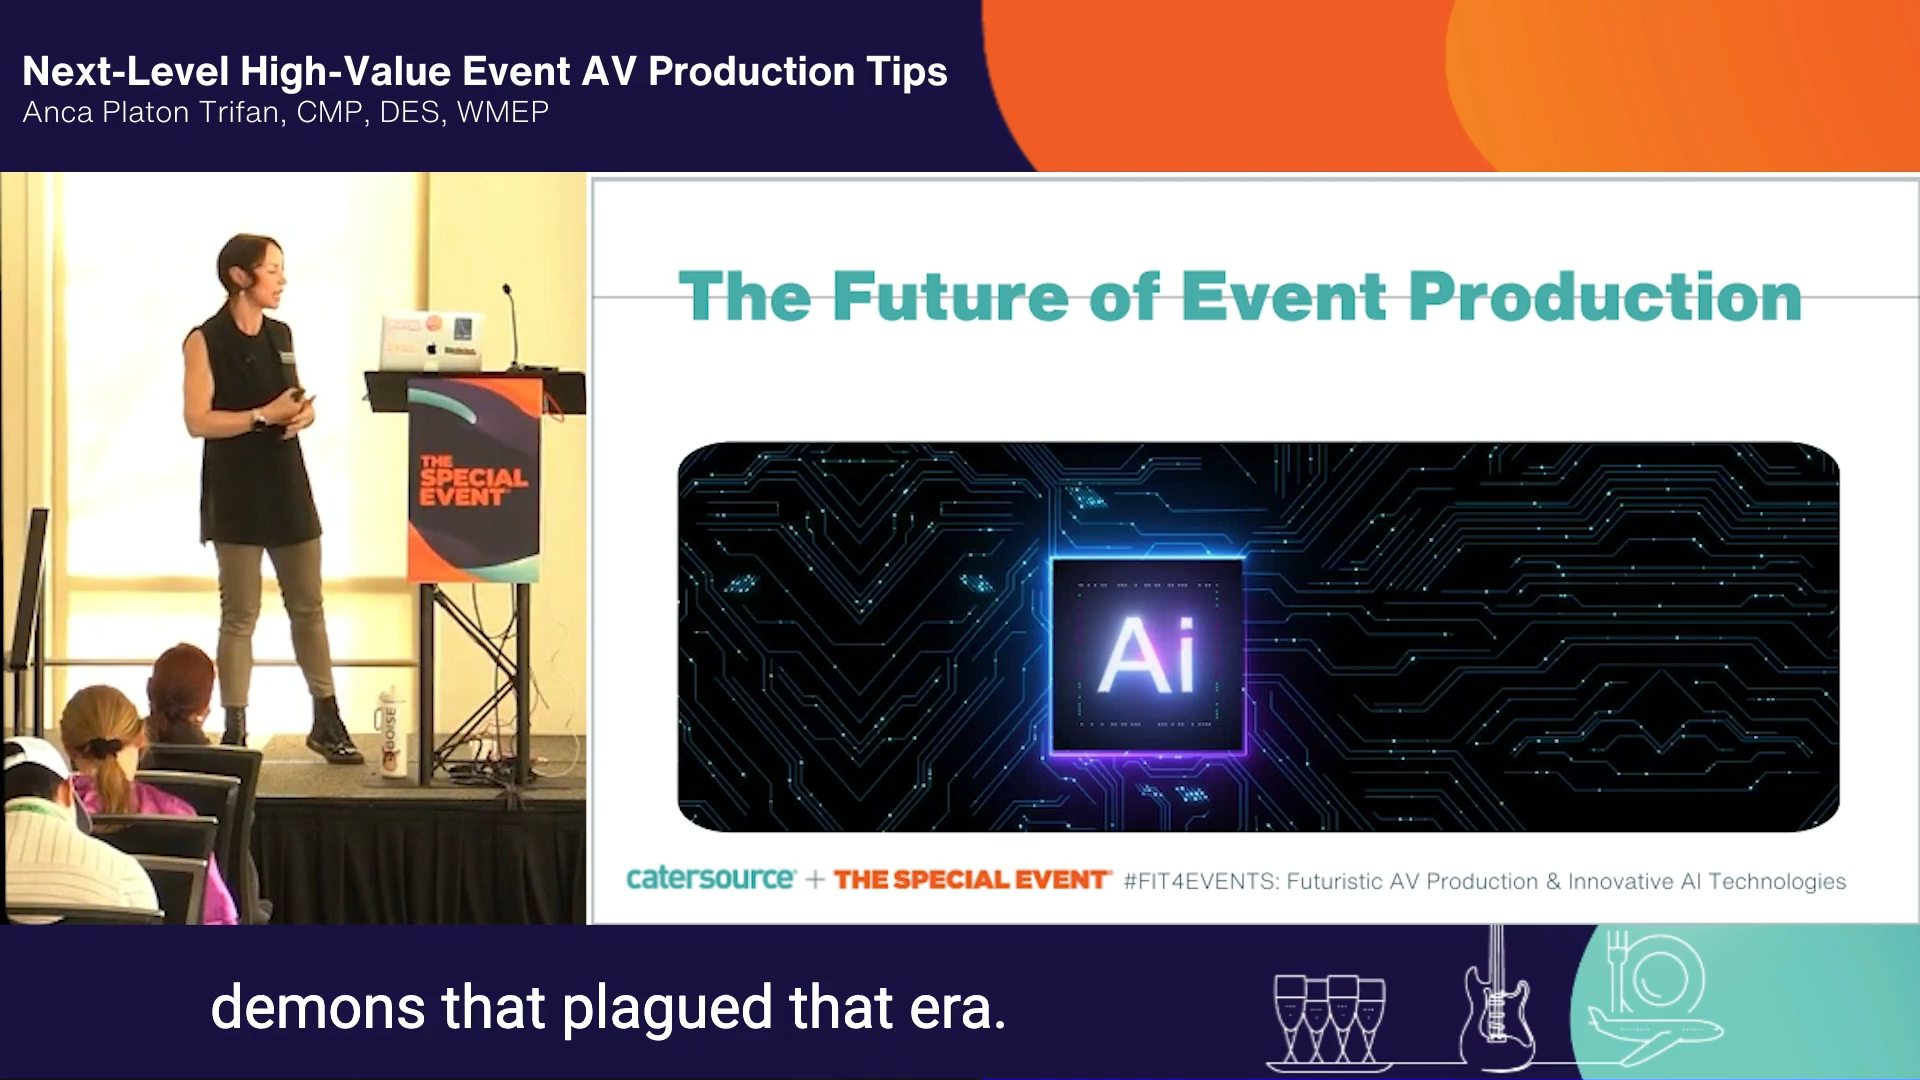 Next-Level High-Value Event AV Production Tips
Anca Platon Trifan, CMP, DES, WMEP
THE
SPECIAL
EVENT
The Future of Event Production
Ai
catersource + THE SPECIAL EVENT #FIT4EVENTS: Futuristic AV Production & Innovative AI Technologies
demons that plagued that era.